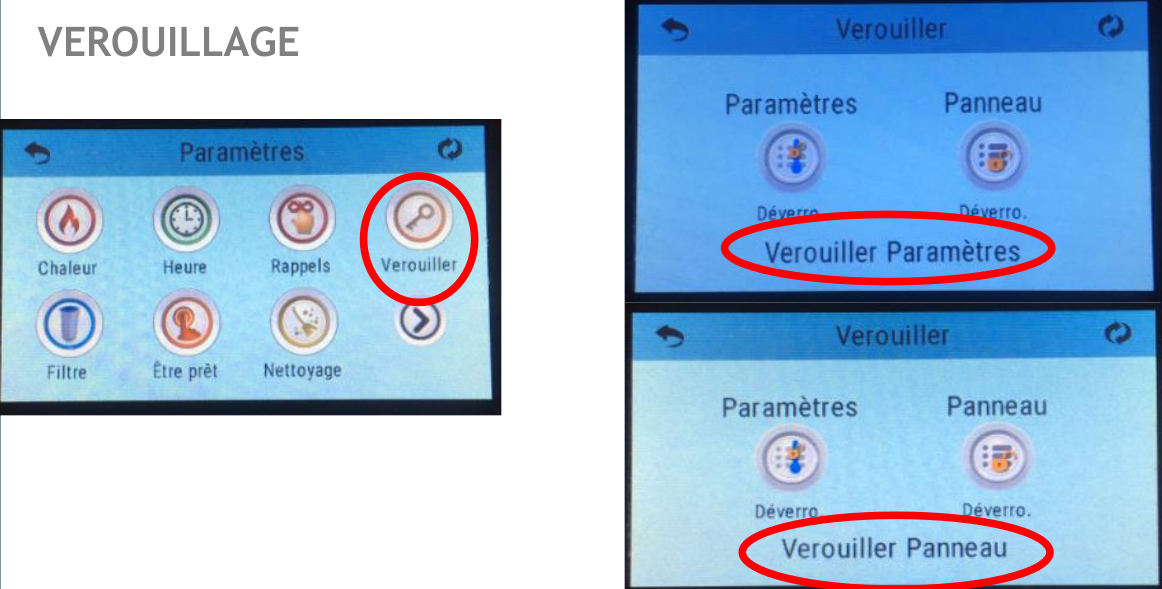 VEROUILLAGE
Paramètres
Chaleur Heure Rappels Verouiller
Filtre Être prêt Nettoyage
Verouiller
Paramètres Panneau
Déverro. Déverro.
Verouiller Paramètres
Verouiller
Paramètres Panneau
Déverro. Déverro.
Verouiller Panneau